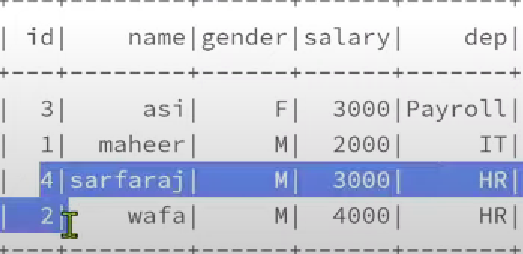 | id|    name|gender|salary|    dep|
+---+--------+------+------+-------+
|  3|     asi|     F|  3000|Payroll|
|  1|  maheer|     M|  2000|     IT|
|  4|sarfaraj|     M|  3000|     HR|
|  2|    wafa|     M|  4000|     HR|